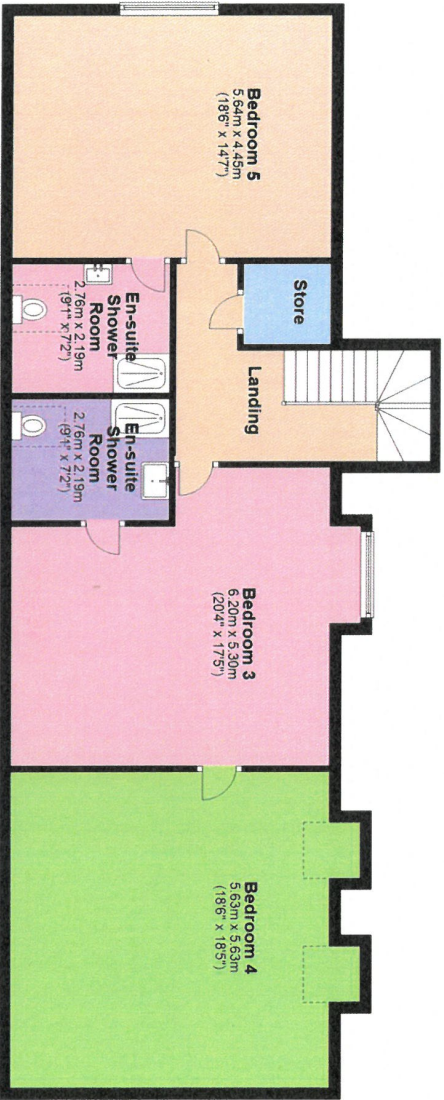 Bedroom 5
5.64m x 4.45m
(18'6" x 14'7")
Store
En-suite
Shower
Room
2.76m x 2.19m
(9'1" x 7'2")
Landing
En-suite
Shower
Room
2.76m x 2.19m
(9'1" x 7'2")
Bedroom 3
6.20m x 5.30m
(20'4" x 17'5")
Bedroom 4
5.63m x 5.63m
(18'6" x 18'5")